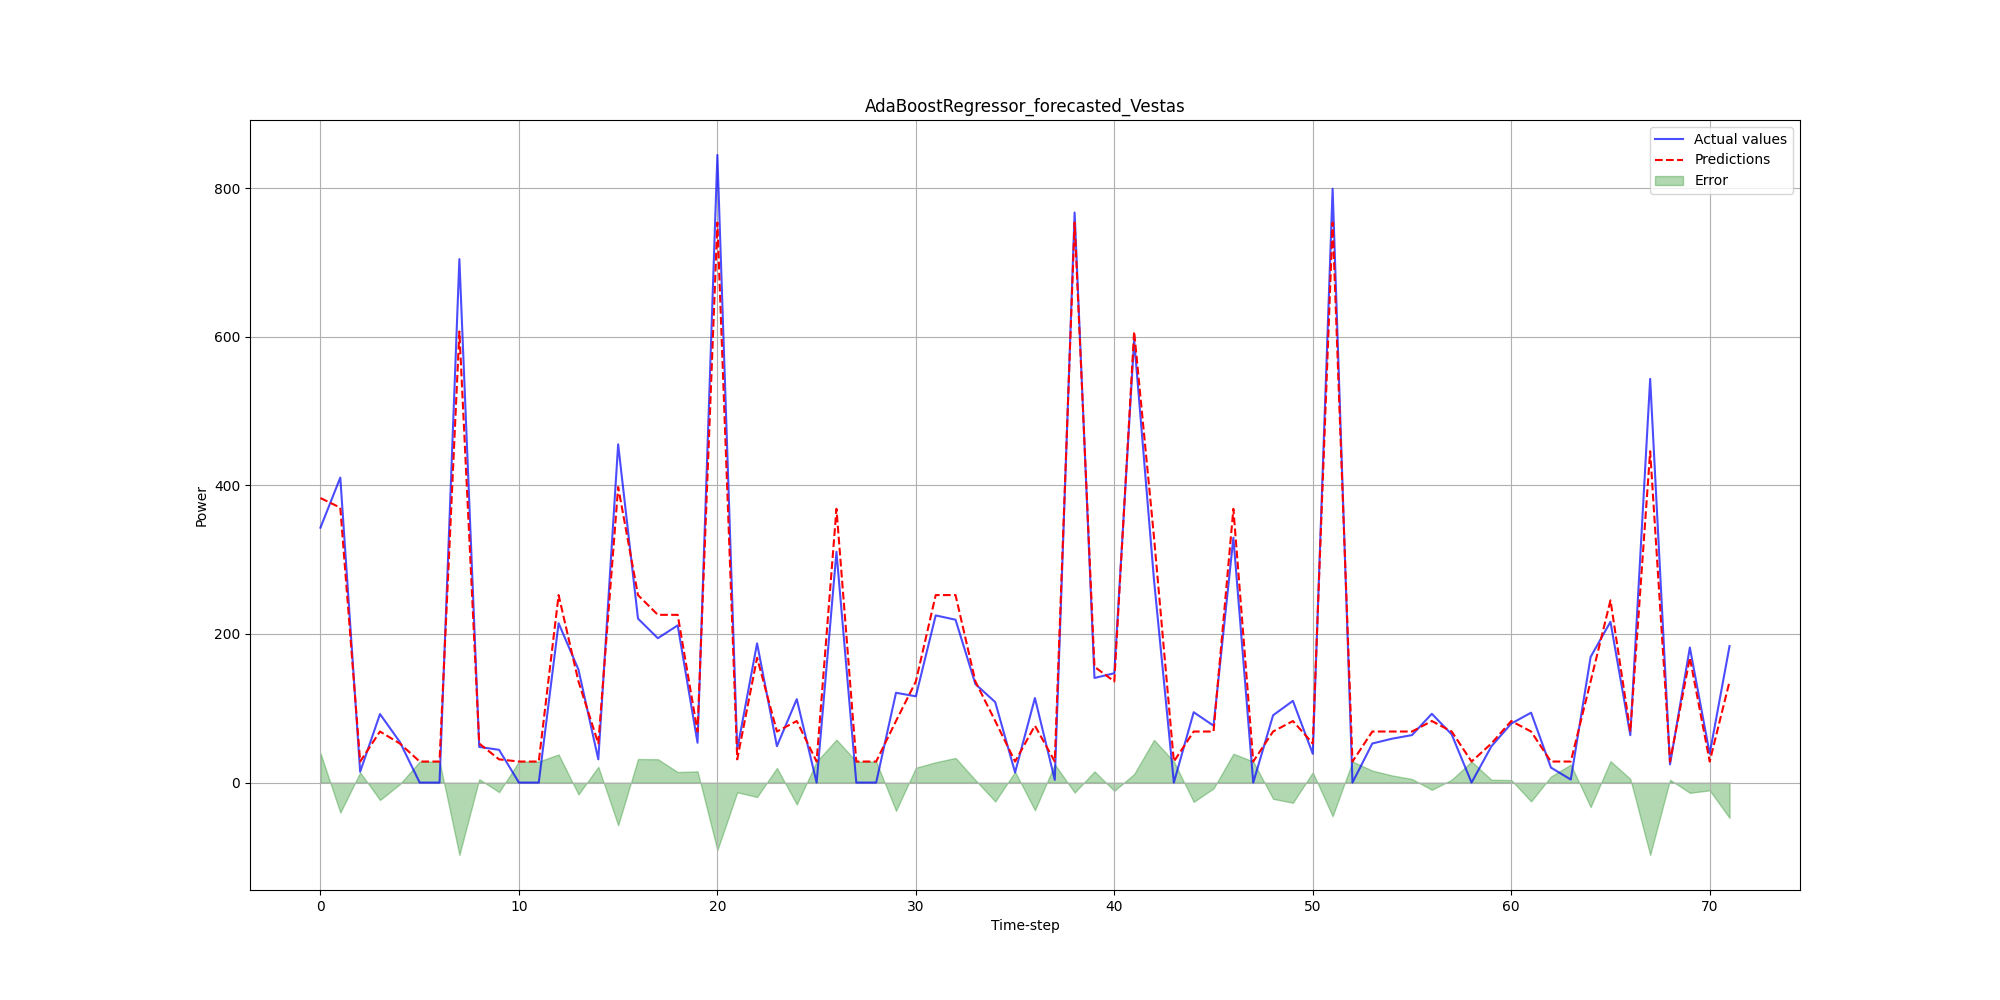 AdaBoostRegressor_forecasted_Vestas
Actual values
Predictions
Error
Power
800
600
400
200
0
0 10 20 30 40 50 60 70
Time-step